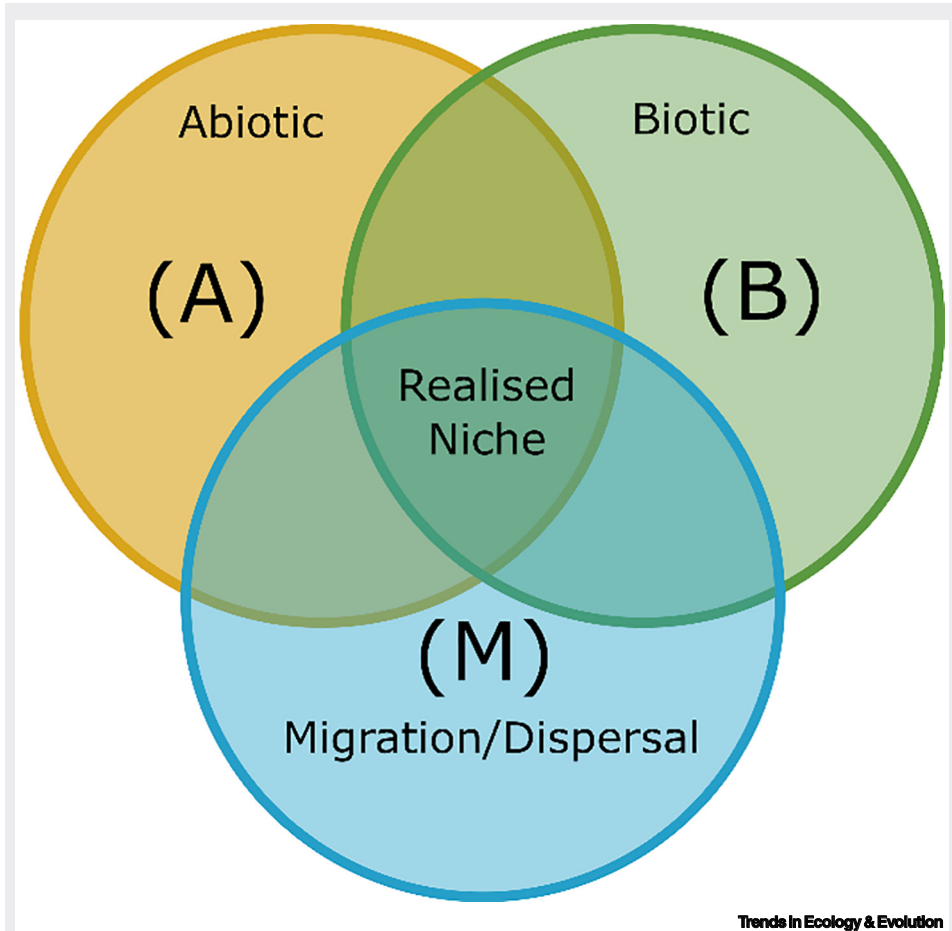 Abiotic
Biotic
(A)
(B)
Realised
Niche
(M)
Migration/Dispersal
Trends in Ecology & Evolution